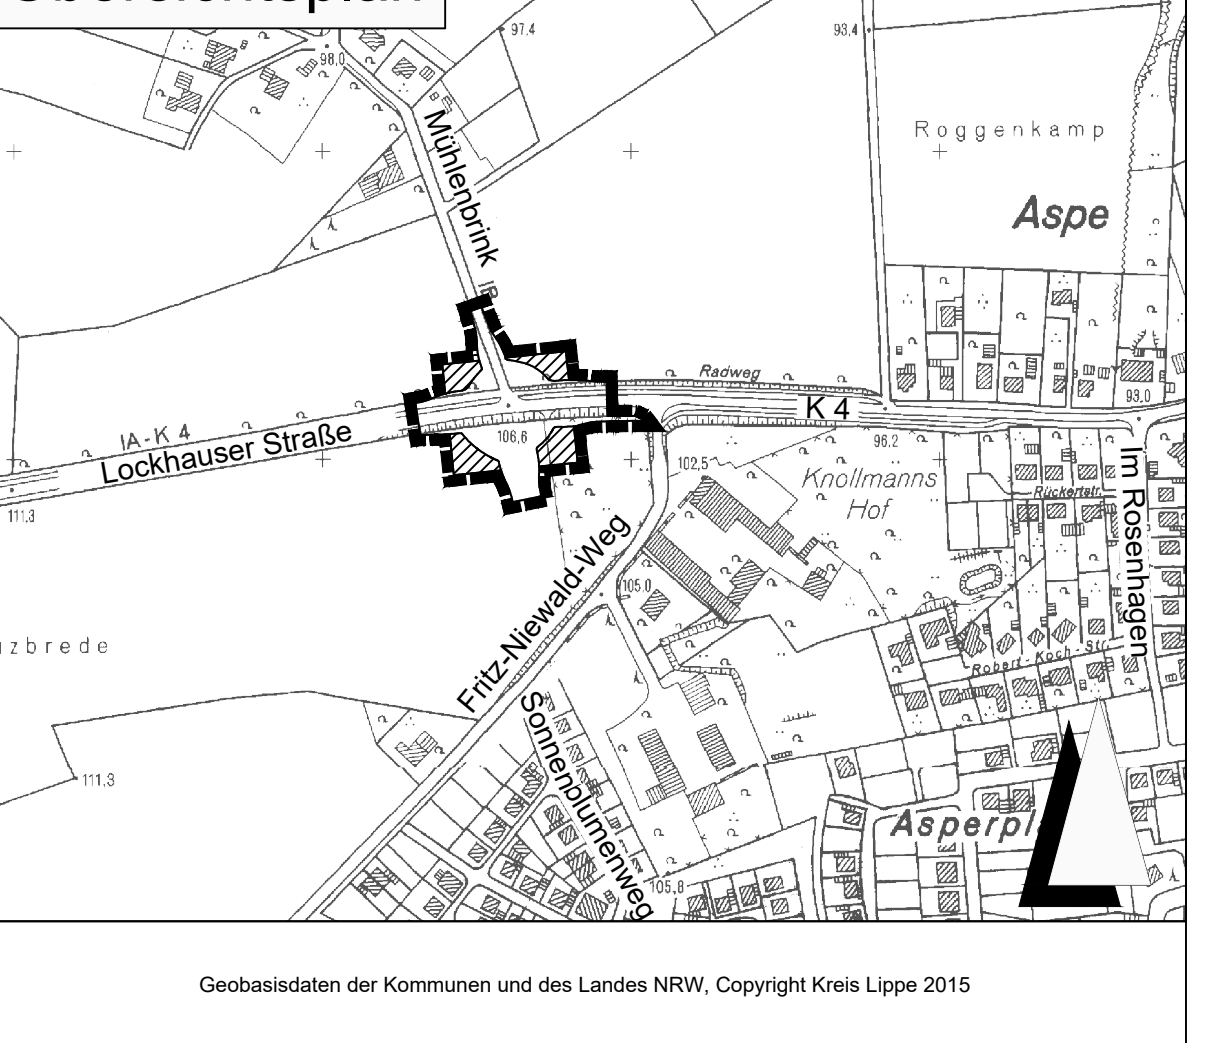 97,4
93,4
98,0
Mühlenbrink
Roggenkamp
Aspe
Radweg
K 4
93.0
IA-K 4
Lockhauser Straße
106,6
96,2
111,3
102,5
Knollmanns
Hof
Rückertstr.
Im Rosenhagen
Fritz-Niewald-Weg
105,0
zbrede
Robert-Koch-Str.
Sonnenblumenweg
111,3
Asperpl
105,8
Geobasisdaten der Kommunen und des Landes NRW, Copyright Kreis Lippe 2015